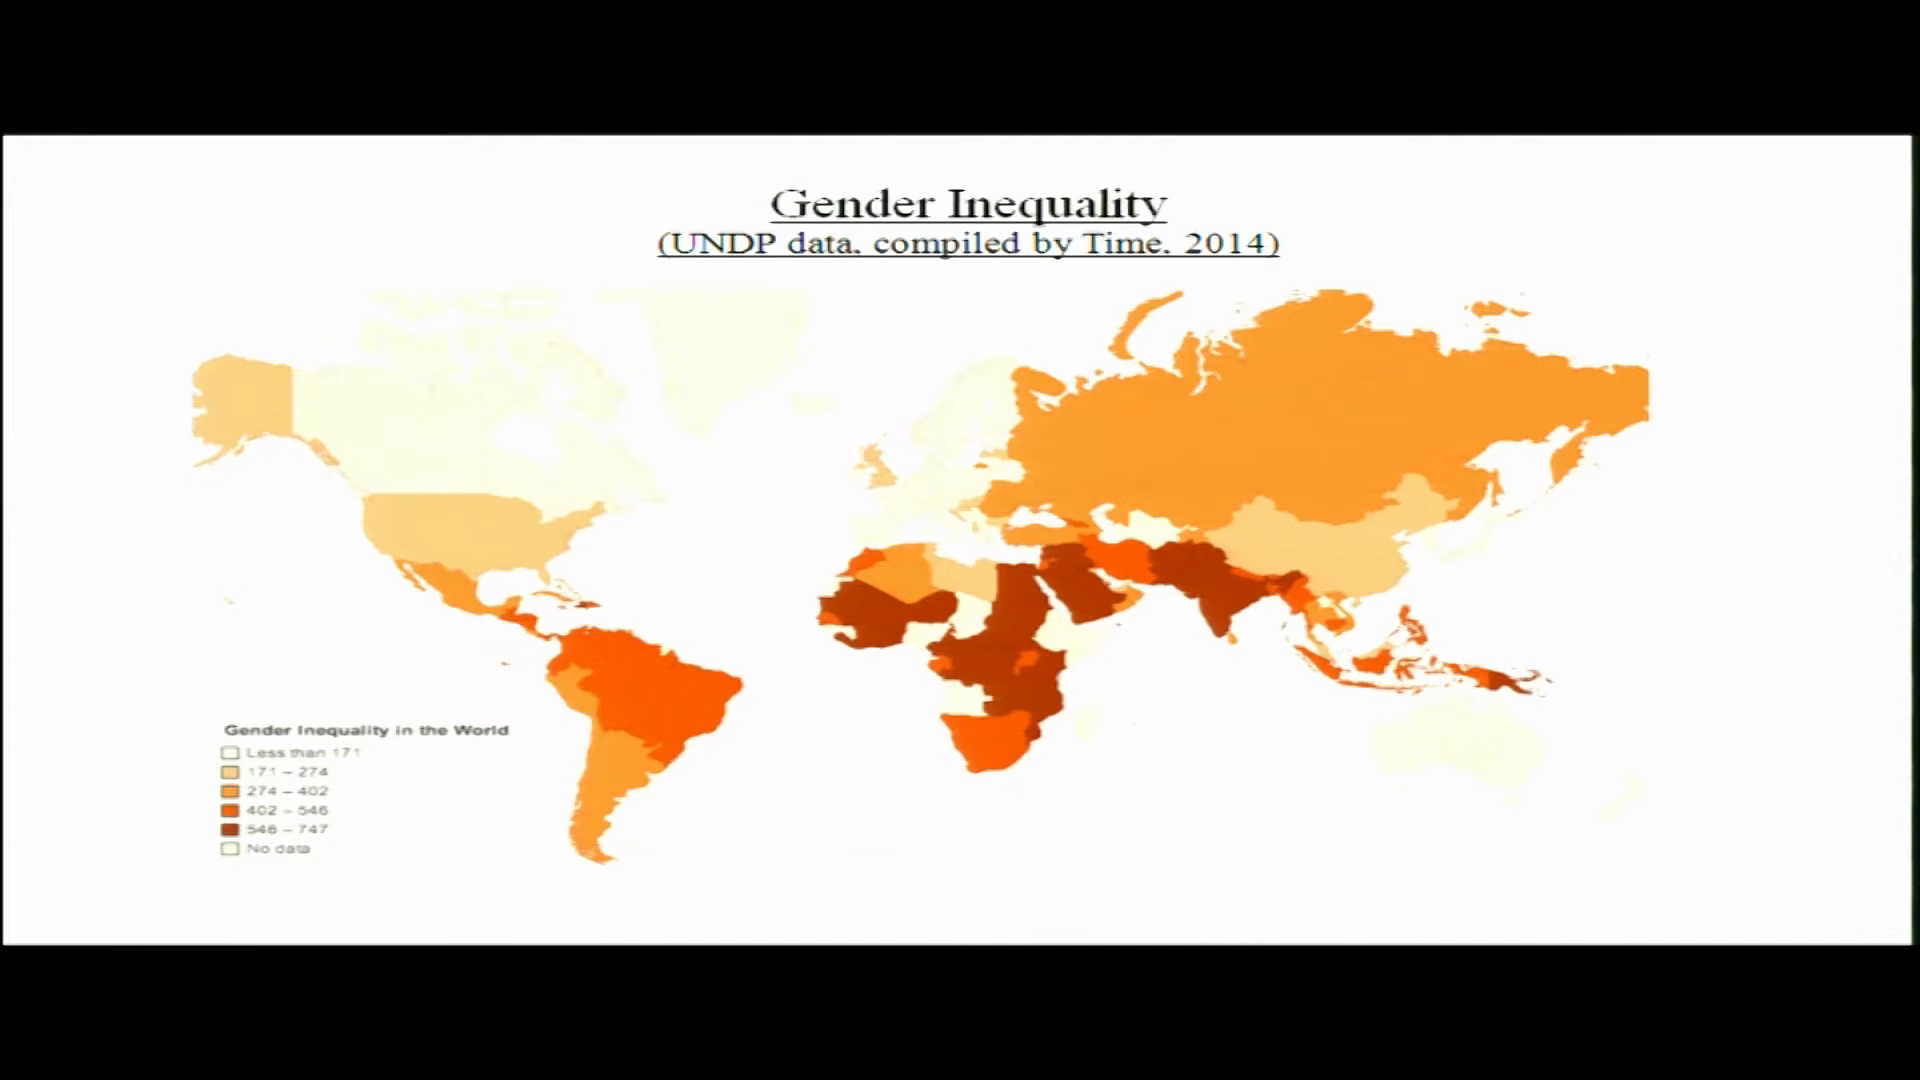 Gender Inequality
(UNDP data. compiled by Time. 2014)
Gender Inequality in the World
Less than 171
171 – 274
274 – 402
402 – 546
546 – 747
No data